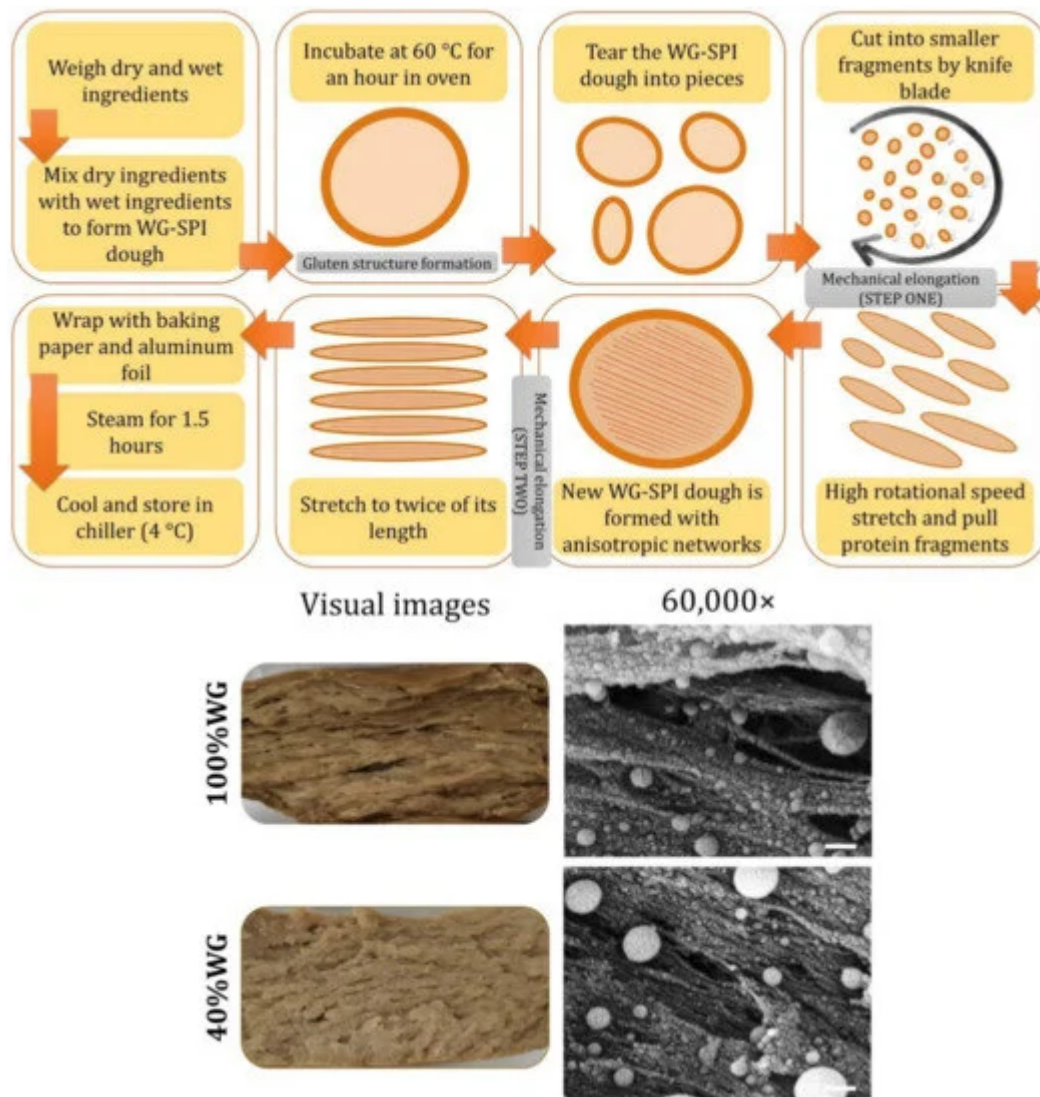 Weigh dry and wet
ingredients
Mix dry ingredients
with wet ingredients
to form WG-SPI
dough
Incubate at 60 °C for
an hour in oven
Gluten structure formation
Tear the WG-SPI
dough into pieces
Cut into smaller
fragments by knife
blade
Mechanical elongation
(STEP ONE)
High rotational speed
stretch and pull
protein fragments
New WG-SPI dough is
formed with
anisotropic networks
Mechanical elongation
(STEP TWO)
Stretch to twice of its
length
Wrap with baking
paper and aluminum
foil
Steam for 1.5
hours
Cool and store in
chiller (4 °C)
Visual images
60,000×
100%WG
40%WG